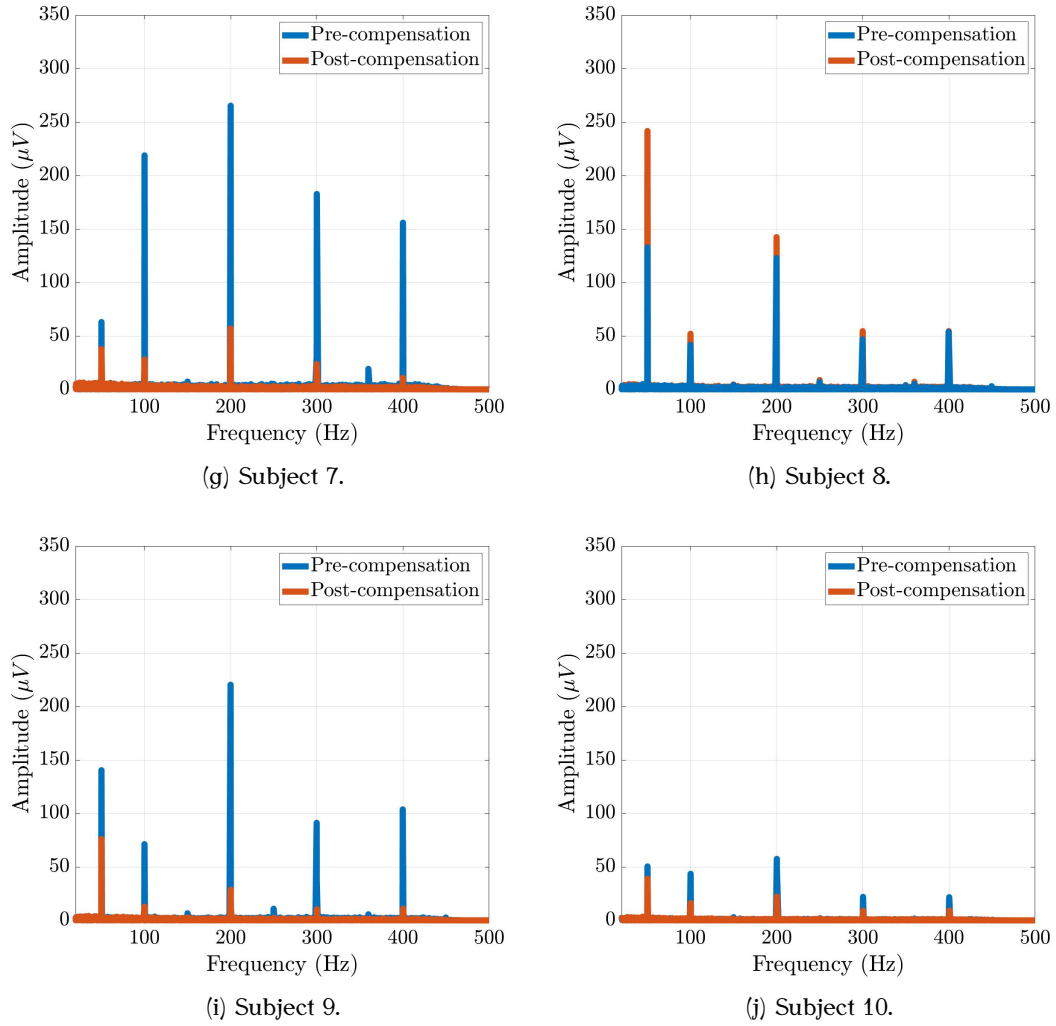 350
300
250
200
150
100
50
0
Amplitude (μV)
Pre-compensation
Post-compensation
100 200 300 400 500
Frequency (Hz)
(g) Subject 7.
350
300
250
200
150
100
50
0
Amplitude (μV)
Pre-compensation
Post-compensation
100 200 300 400 500
Frequency (Hz)
(h) Subject 8.
350
300
250
200
150
100
50
0
Amplitude (μV)
Pre-compensation
Post-compensation
100 200 300 400 500
Frequency (Hz)
(i) Subject 9.
350
300
250
200
150
100
50
0
Amplitude (μV)
Pre-compensation
Post-compensation
100 200 300 400 500
Frequency (Hz)
(j) Subject 10.